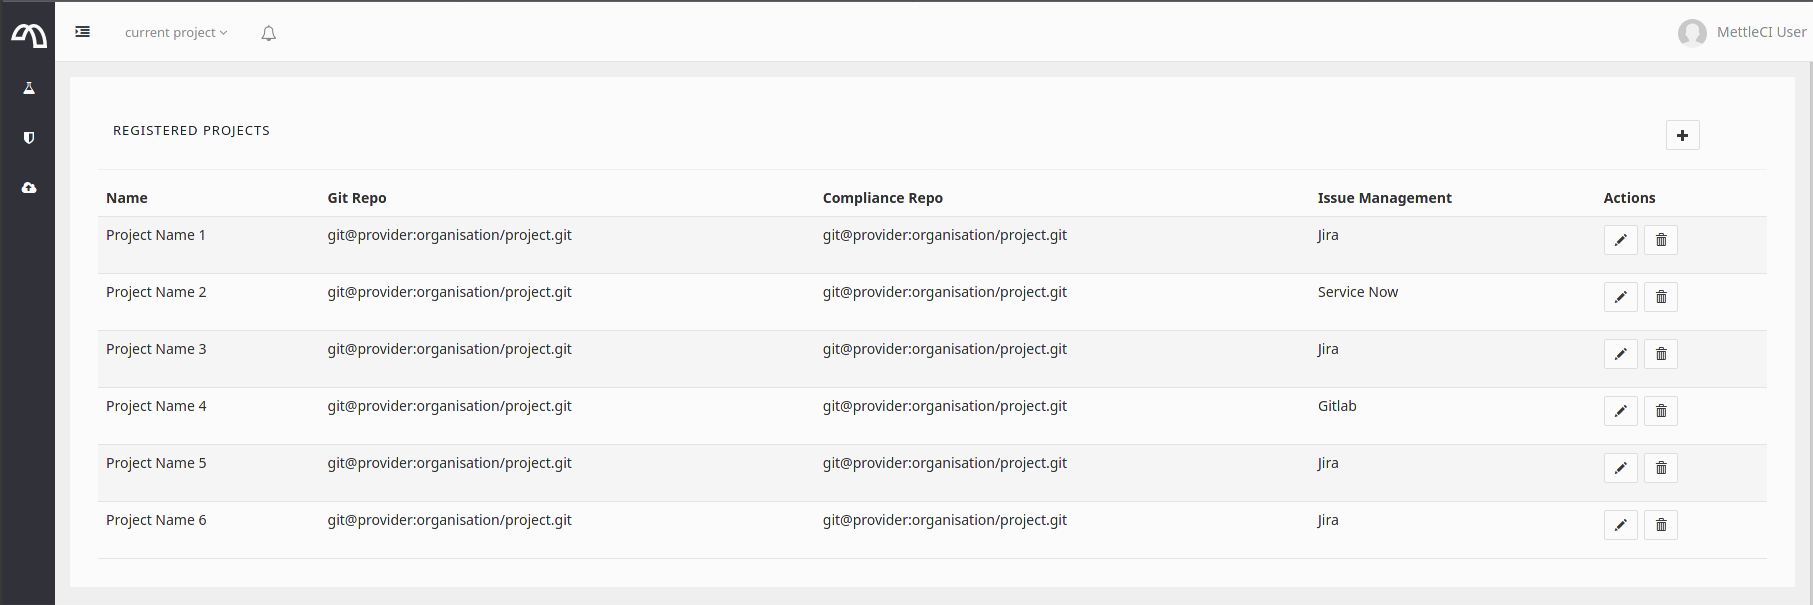 current project
MettleCI User
REGISTERED PROJECTS
Name Git Repo Compliance Repo Issue Management Actions
Project Name 1 git@provider:organisation/project.git git@provider:organisation/project.git Jira
Project Name 2 git@provider:organisation/project.git git@provider:organisation/project.git Service Now
Project Name 3 git@provider:organisation/project.git git@provider:organisation/project.git Jira
Project Name 4 git@provider:organisation/project.git git@provider:organisation/project.git Gitlab
Project Name 5 git@provider:organisation/project.git git@provider:organisation/project.git Jira
Project Name 6 git@provider:organisation/project.git git@provider:organisation/project.git Jira